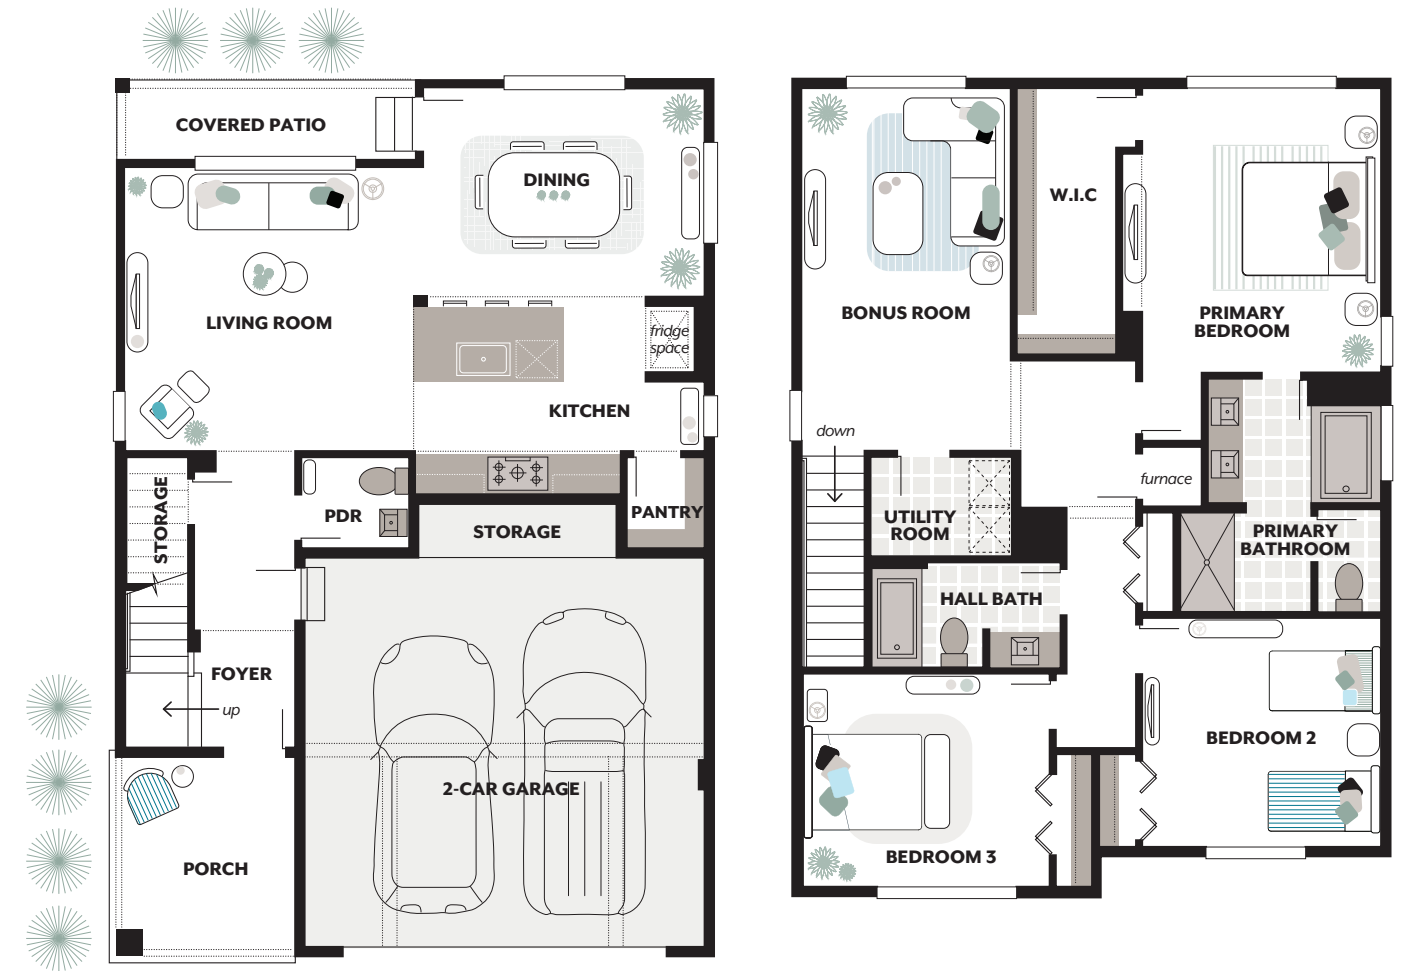 COVERED PATIO
DINING
LIVING ROOM
fridge
space
KITCHEN
STORAGE
PDR
STORAGE
PANTRY
FOYER
up
2-CAR GARAGE
PORCH
W.I.C
BONUS ROOM
PRIMARY
BEDROOM
down
furnace
UTILITY
ROOM
PRIMARY
BATHROOM
HALL BATH
BEDROOM 2
BEDROOM 3